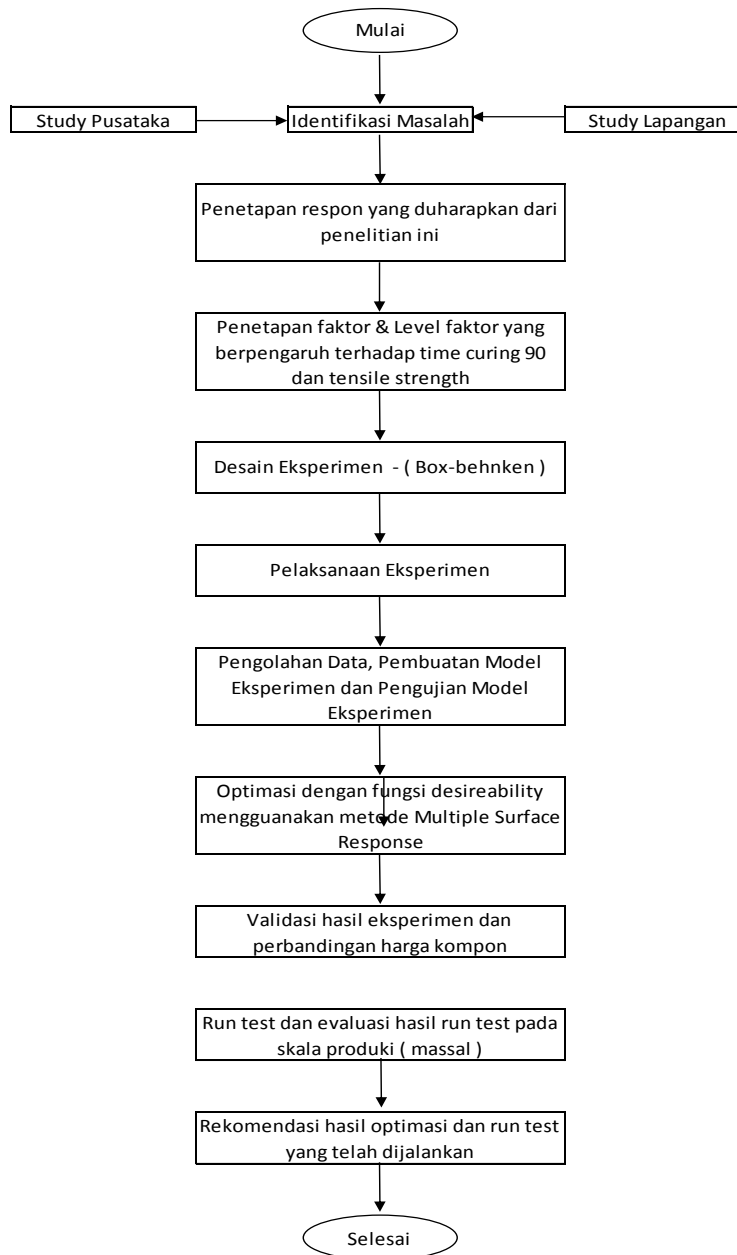 Mulai
Study Pusataka
Identifikasi Masalah
Study Lapangan
Penetapan respon yang duharapkan dari
penelitian ini
Penetapan faktor & Level faktor yang
berpengaruh terhadap time curing 90
dan tensile strength
Desain Eksperimen - ( Box-behnken )
Pelaksanaan Eksperimen
Pengolahan Data, Pembuatan Model
Eksperimen dan Pengujian Model
Eksperimen
Optimasi dengan fungsi desireability
mengguanakan metode Multiple Surface
Response
Validasi hasil eksperimen dan
perbandingan harga kompon
Run test dan evaluasi hasil run test pada
skala produki ( massal )
Rekomendasi hasil optimasi dan run test
yang telah dijalankan
Selesai